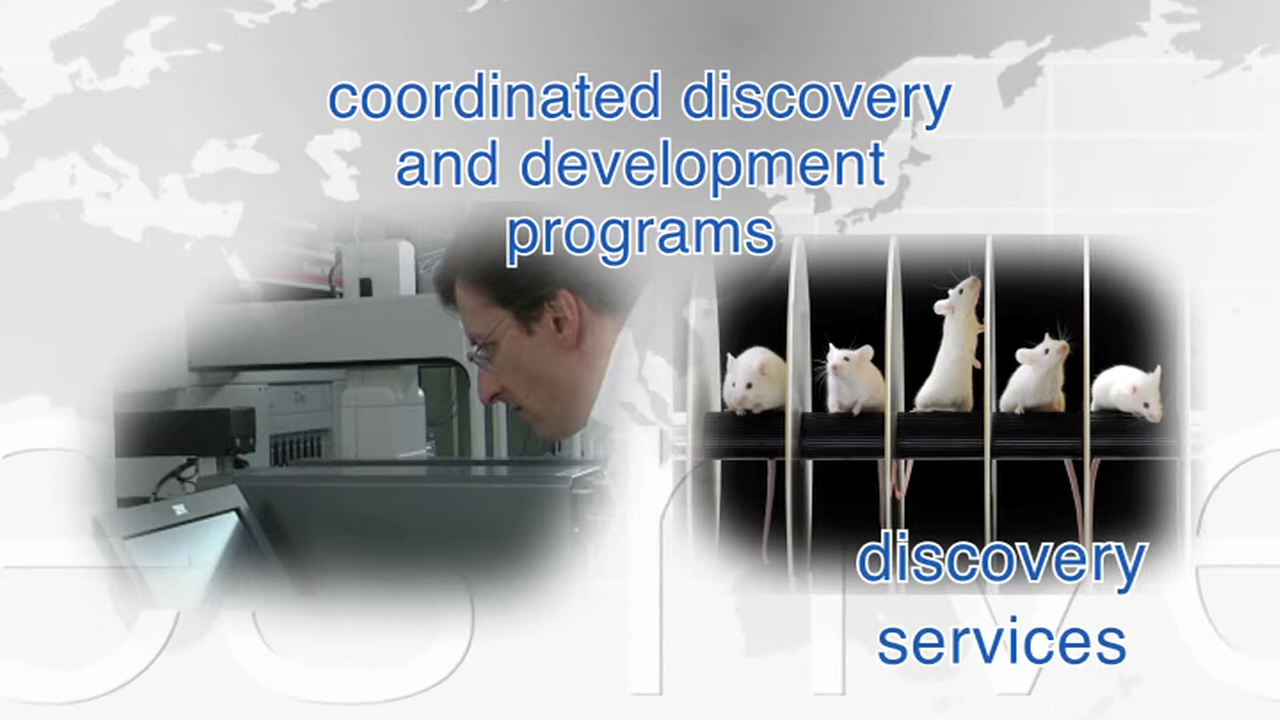 coordinated discovery
and development
programs
discovery
services